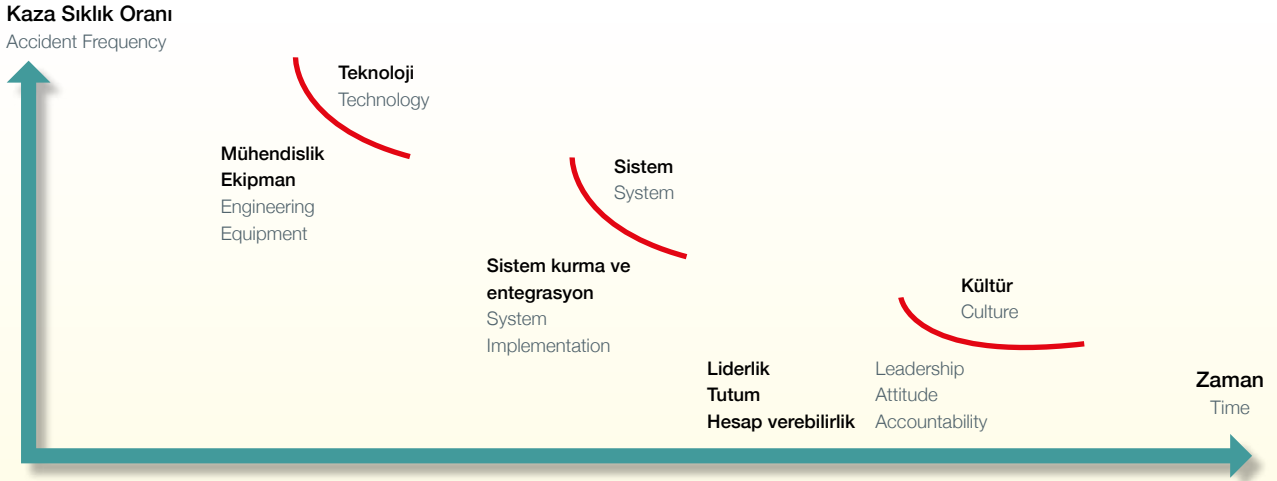 Kaza Sıklık Oranı
Accident Frequency
Teknoloji
Technology
Mühendislik
Ekipman
Engineering
Equipment
Sistem
System
Sistem kurma ve
entegrasyon
System
Implementation
Kültür
Culture
Liderlik
Tutum
Hesap verebilirlik
Leadership
Attitude
Accountability
Zaman
Time